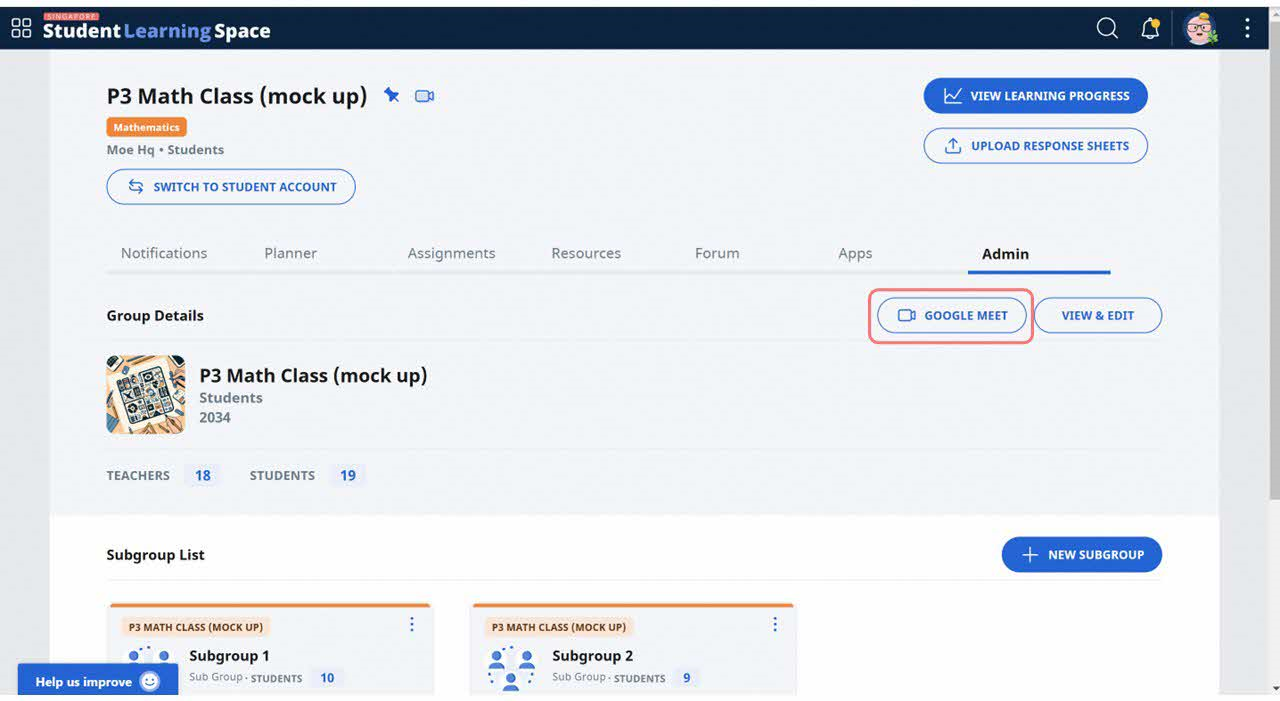 SINGAPORE
Student Learning Space
P3 Math Class (mock up)
Mathematics
Moe Hq • Students
SWITCH TO STUDENT ACCOUNT
VIEW LEARNING PROGRESS
UPLOAD RESPONSE SHEETS
Notifications Planner Assignments Resources Forum Apps Admin
Group Details
GOOGLE MEET
VIEW & EDIT
P3 Math Class (mock up)
Students
2034
TEACHERS 18 STUDENTS 19
Subgroup List
NEW SUBGROUP
P3 MATH CLASS (MOCK UP)
Subgroup 1
Sub Group · STUDENTS 10
P3 MATH CLASS (MOCK UP)
Subgroup 2
Sub Group · STUDENTS 9
Help us improve